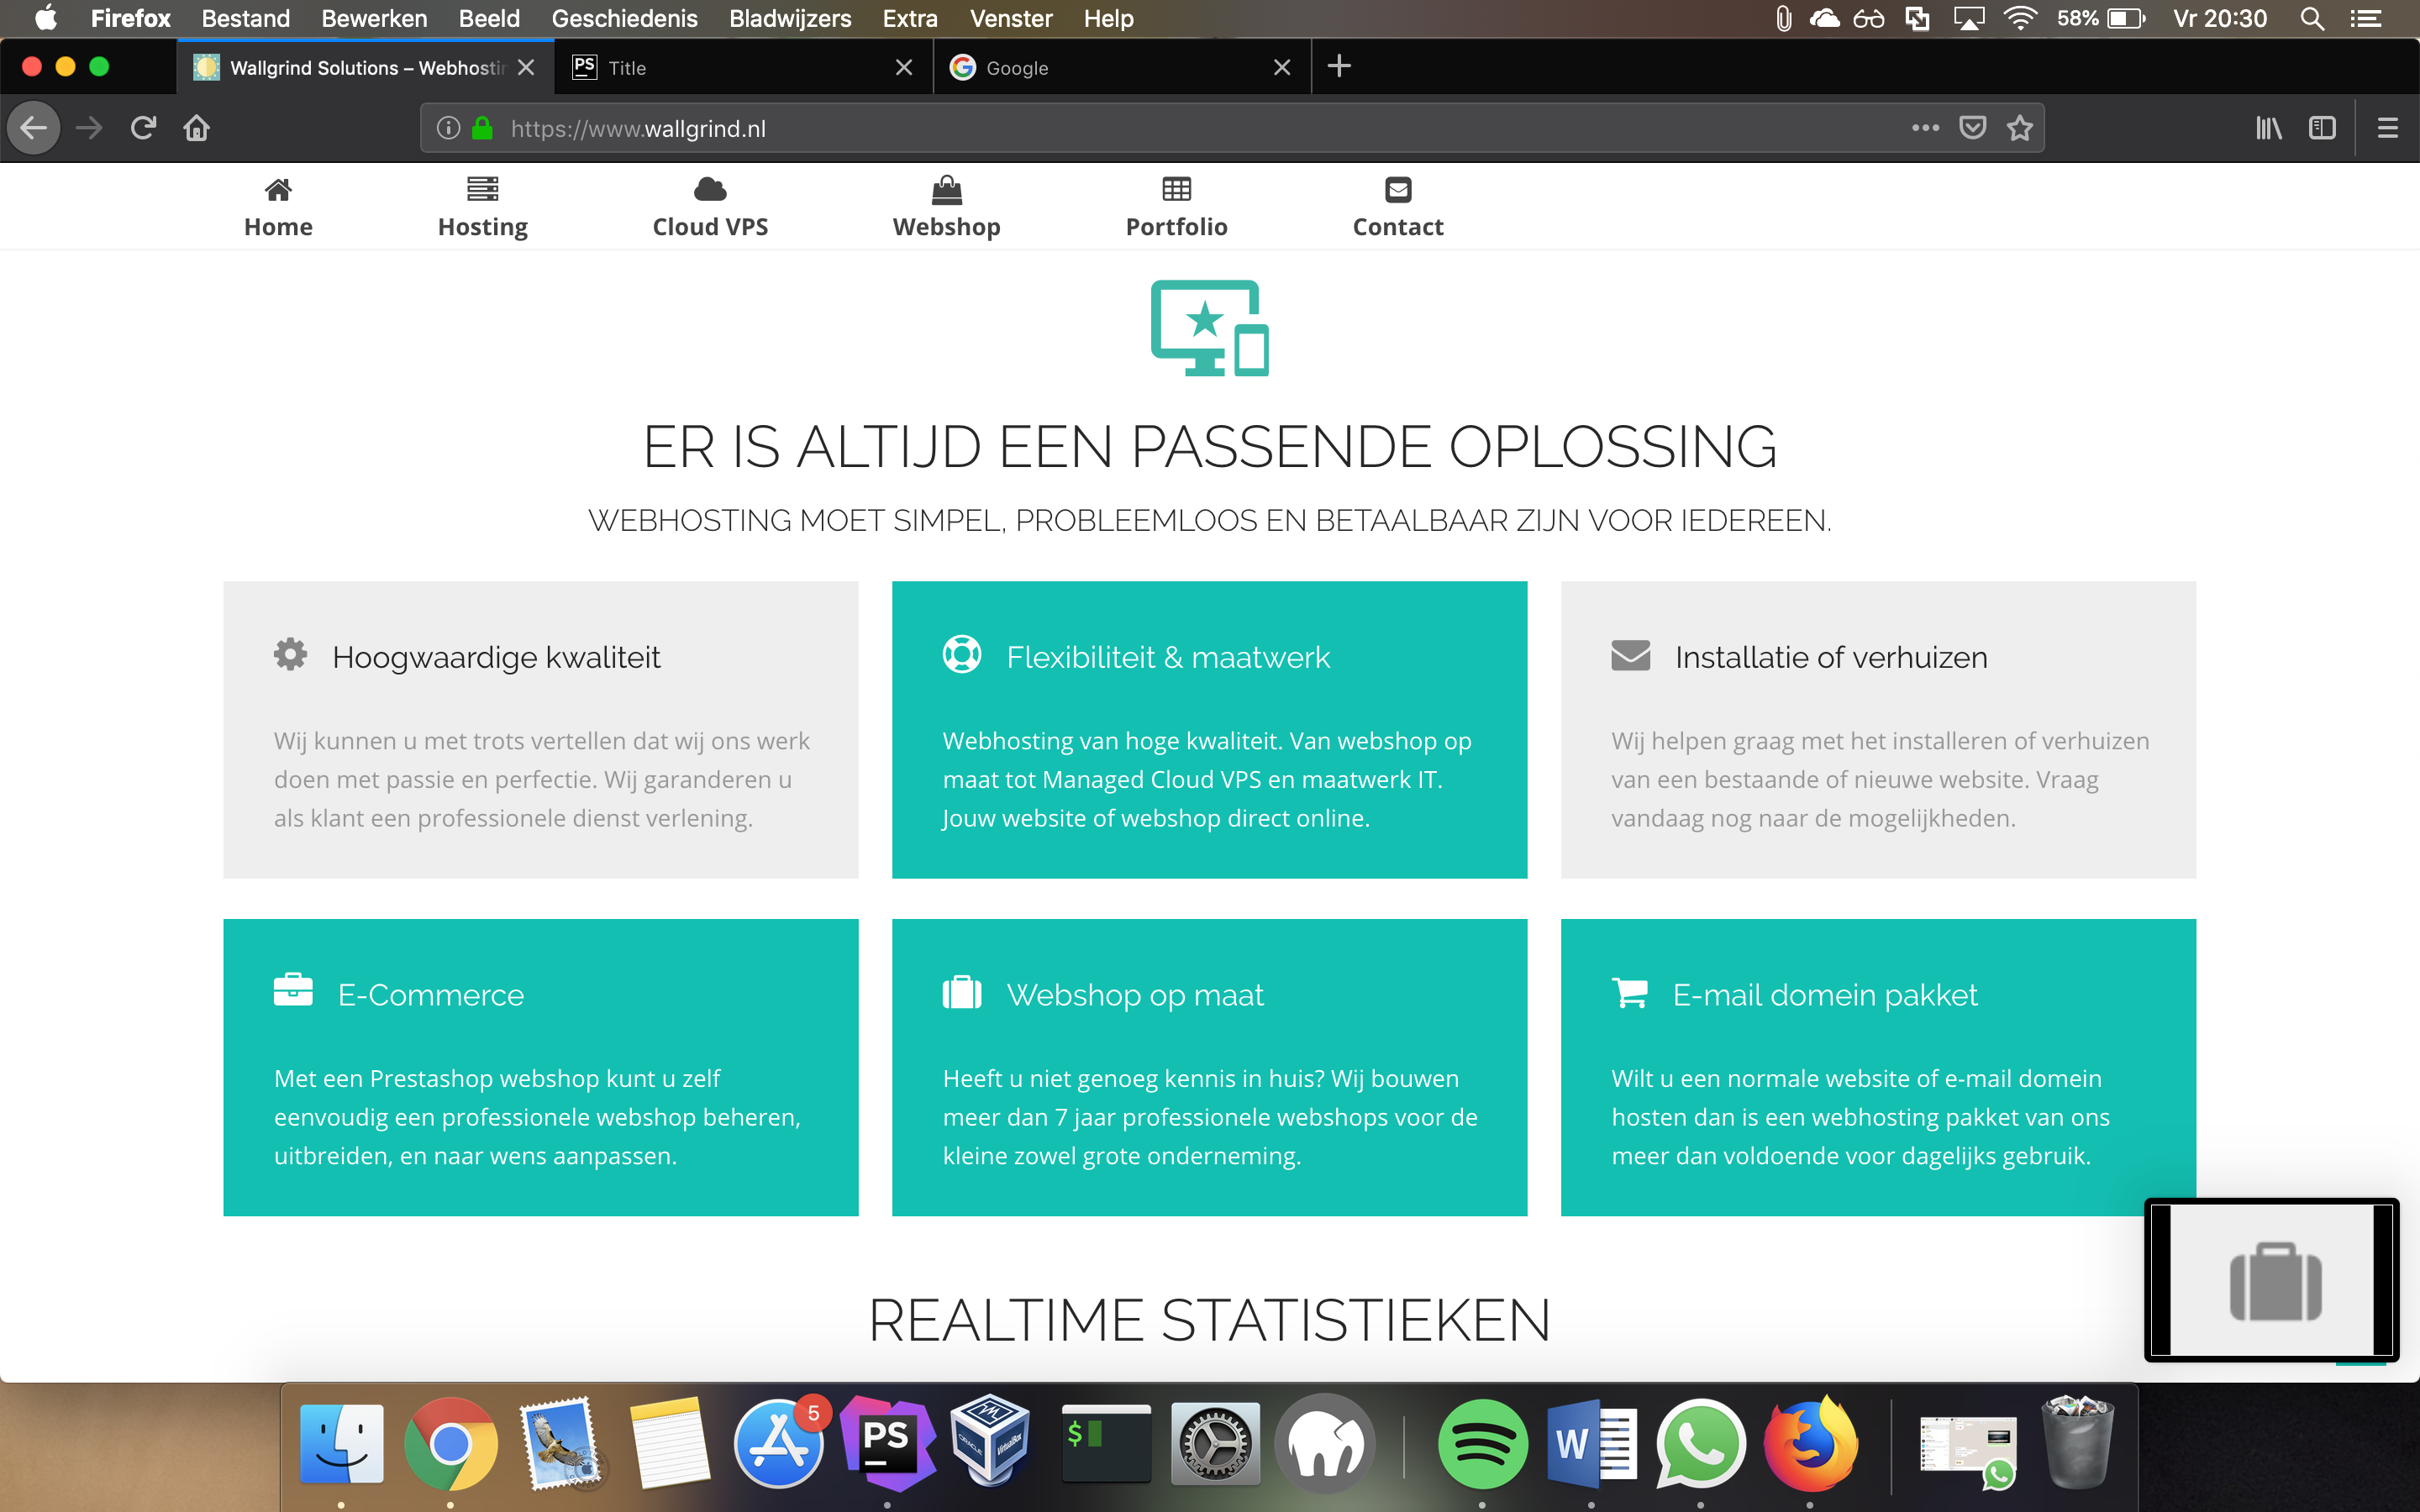 Firefox Bestand Bewerken Beeld Geschiedenis Bladwijzers Extra Venster Help 58% Vr 20:30
Wallgrind Solutions – Webhostin
PS Title
Google
https://www.wallgrind.nl
Home Hosting Cloud VPS Webshop Portfolio Contact
ER IS ALTIJD EEN PASSENDE OPLOSSING
WEBHOSTING MOET SIMPEL, PROBLEEMLOOS EN BETAALBAAR ZIJN VOOR IEDEREEN.
Hoogwaardige kwaliteit
Wij kunnen u met trots vertellen dat wij ons werk
doen met passie en perfectie. Wij garanderen u
als klant een professionele dienst verlening.
Flexibiliteit & maatwerk
Webhosting van hoge kwaliteit. Van webshop op
maat tot Managed Cloud VPS en maatwerk IT.
Jouw website of webshop direct online.
Installatie of verhuizen
Wij helpen graag met het installeren of verhuizen
van een bestaande of nieuwe website. Vraag
vandaag nog naar de mogelijkheden.
E-Commerce
Met een Prestashop webshop kunt u zelf
eenvoudig een professionele webshop beheren,
uitbreiden, en naar wens aanpassen.
Webshop op maat
Heeft u niet genoeg kennis in huis? Wij bouwen
meer dan 7 jaar professionele webshops voor de
kleine zowel grote onderneming.
E-mail domein pakket
Wilt u een normale website of e-mail domein
hosten dan is een webhosting pakket van ons
meer dan voldoende voor dagelijks gebruik.
REALTIME STATISTIEKEN
5
PS
ORACLE
VirtualBox
$
W